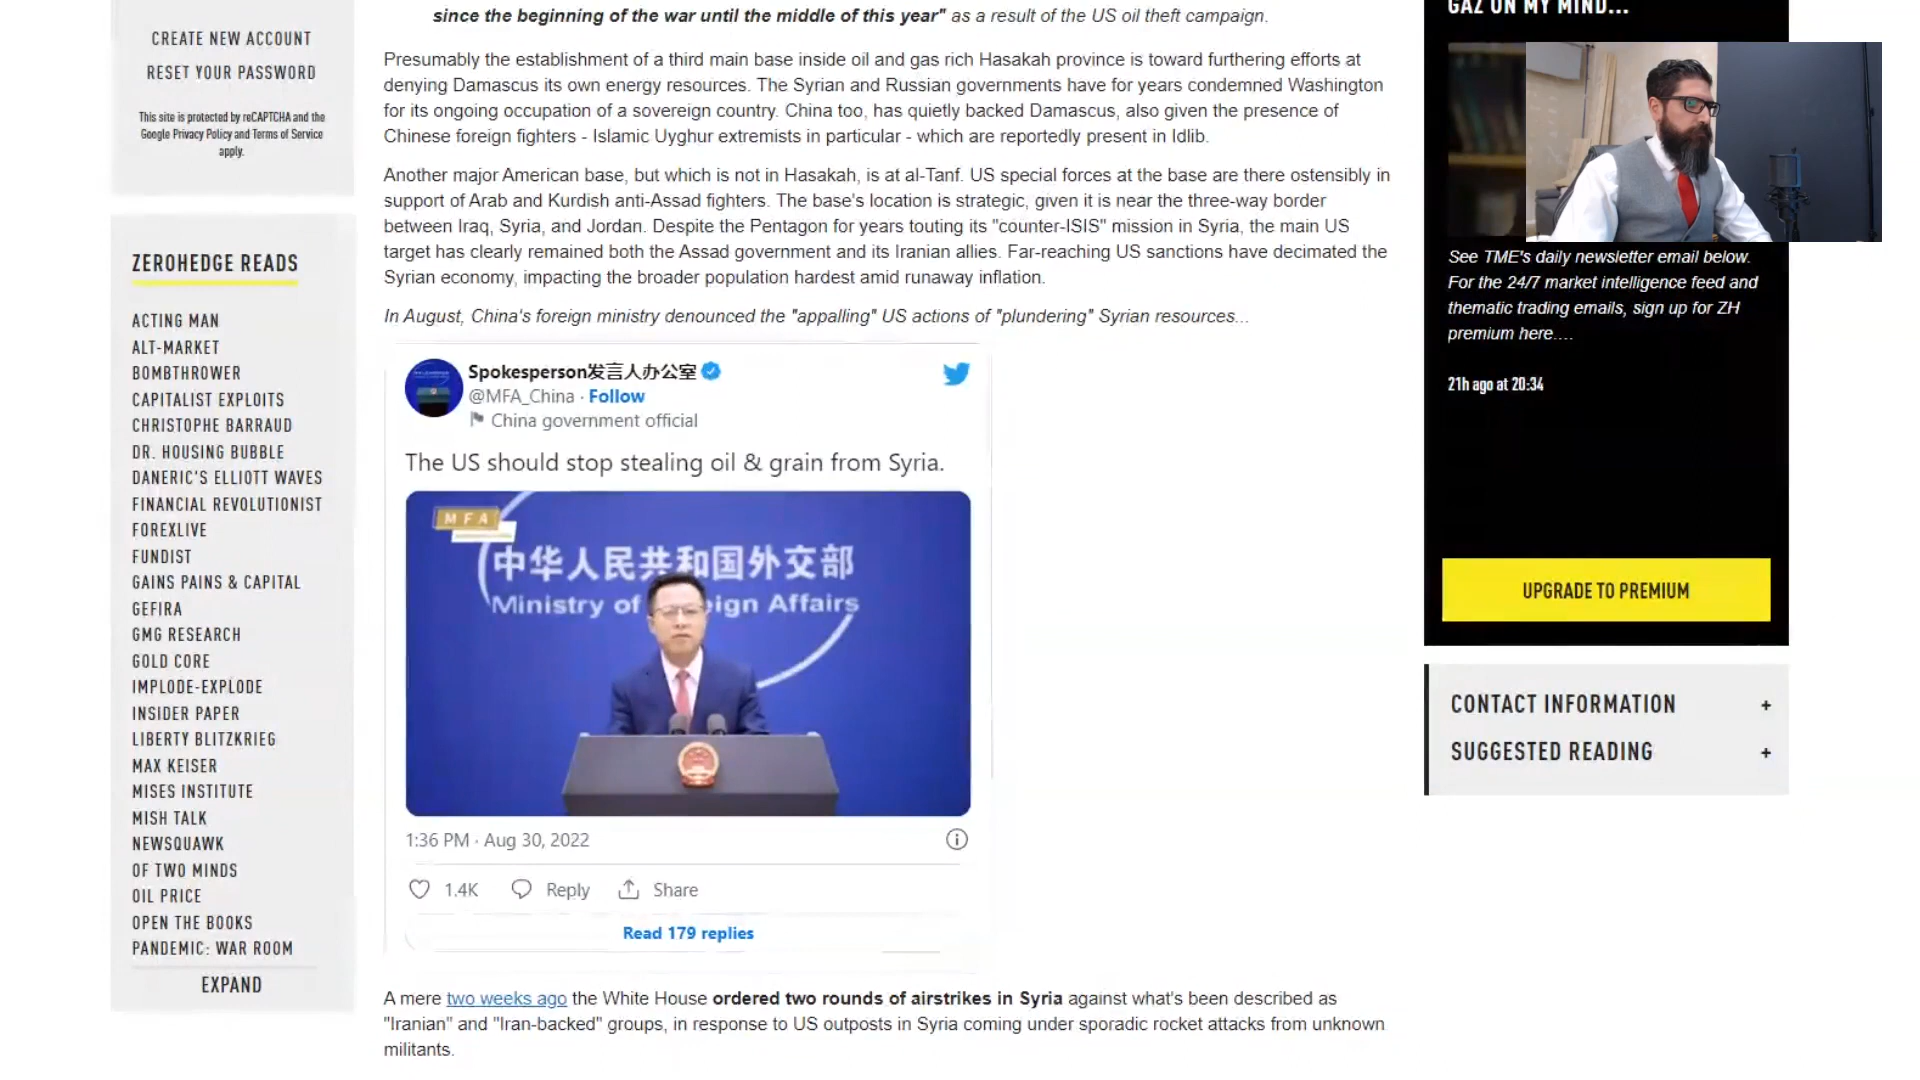 CREATE NEW ACCOUNT
RESET YOUR PASSWORD
This site is protected by reCAPTCHA and the
Google Privacy Policy and Terms of Service
apply.
ZEROHEDGE READS
ACTING MAN
ALT-MARKET
BOMBTHROWER
CAPITALIST EXPLOITS
CHRISTOPHE BARRAUD
DR. HOUSING BUBBLE
DANERIC'S ELLIOTT WAVES
FINANCIAL REVOLUTIONIST
FOREXLIVE
FUNDIST
GAINS PAINS & CAPITAL
GEFIRA
GMG RESEARCH
GOLD CORE
IMPLODE-EXPLODE
INSIDER PAPER
LIBERTY BLITZKRIEG
MAX KEISER
MISES INSTITUTE
MISH TALK
NEWSQUAWK
OF TWO MINDS
OIL PRICE
OPEN THE BOOKS
PANDEMIC: WAR ROOM
EXPAND
since the beginning of the war until the middle of this year" as a result of the US oil theft campaign.
Presumably the establishment of a third main base inside oil and gas rich Hasakah province is toward furthering efforts at
denying Damascus its own energy resources. The Syrian and Russian governments have for years condemned Washington
for its ongoing occupation of a sovereign country. China too, has quietly backed Damascus, also given the presence of
Chinese foreign fighters - Islamic Uyghur extremists in particular - which are reportedly present in Idlib.
Another major American base, but which is not in Hasakah, is at al-Tanf. US special forces at the base are there ostensibly in
support of Arab and Kurdish anti-Assad fighters. The base's location is strategic, given it is near the three-way border
between Iraq, Syria, and Jordan. Despite the Pentagon for years touting its "counter-ISIS" mission in Syria, the main US
target has clearly remained both the Assad government and its Iranian allies. Far-reaching US sanctions have decimated the
Syrian economy, impacting the broader population hardest amid runaway inflation.
In August, China's foreign ministry denounced the "appalling" US actions of "plundering" Syrian resources...
Spokesperson发言人办公室
@MFA_China · Follow
China government official
The US should stop stealing oil & grain from Syria.
MFA
中华人民共和国外交部
Ministry of eign Affairs
1:36 PM · Aug 30, 2022
1.4K Reply Share
Read 179 replies
A mere two weeks ago the White House ordered two rounds of airstrikes in Syria against what's been described as
"Iranian" and "Iran-backed" groups, in response to US outposts in Syria coming under sporadic rocket attacks from unknown
militants.
GAZ ON MY MIND...
See TME's daily newsletter email below.
For the 24/7 market intelligence feed and
thematic trading emails, sign up for ZH
premium here....
21h ago at 20:34
UPGRADE TO PREMIUM
CONTACT INFORMATION +
SUGGESTED READING +